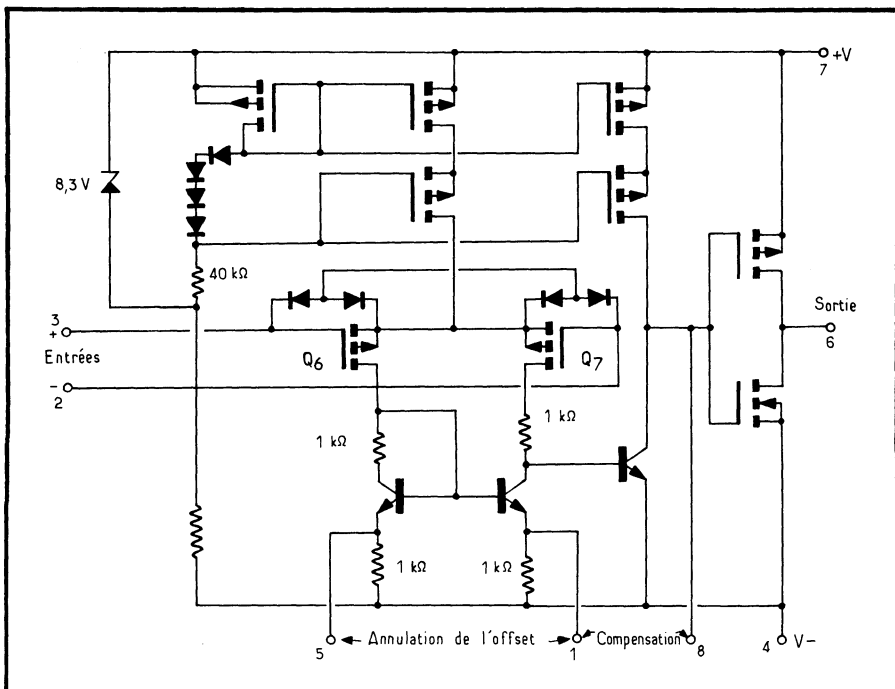 +V
7
8,3 V
40 kΩ
3
+
Entrées
-
2
Q6
Q7
Sortie
6
1 kΩ
1 kΩ
1 kΩ
1 kΩ
5
Annulation de l'offset
1
Compensation
8
4
V-